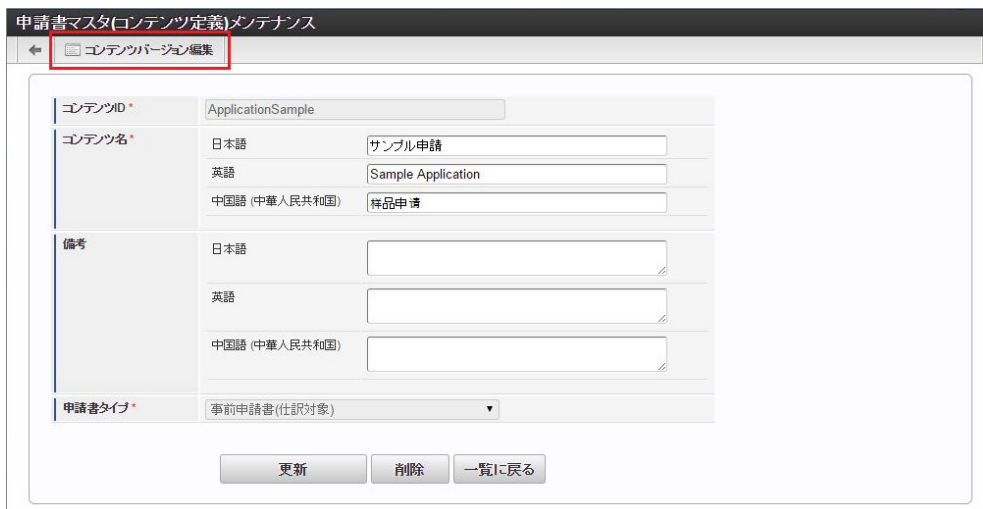 申請書マスタ(コンテンツ定義)メンテナンス
コンテンツバージョン編集
コンテンツID* ApplicationSample
コンテンツ名* 日本語 サンプル申請
英語 Sample Application
中国語 (中華人民共和国) 样品申请
備考 日本語
英語
中国語 (中華人民共和国)
申請書タイプ* 事前申請書(仕訳対象)
更新 削除 一覧に戻る